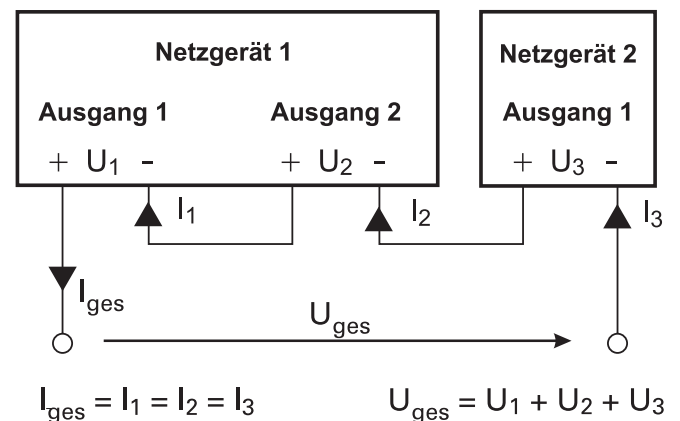 Netzgerät 1 Netzgerät 2
Ausgang 1 Ausgang 2 Ausgang 1
+ U₁ - + U₂ - + U₃ -
I₁ I₂ I₃
Iges
Uges
Iges = I₁ = I₂ = I₃ Uges = U₁ + U₂ + U₃